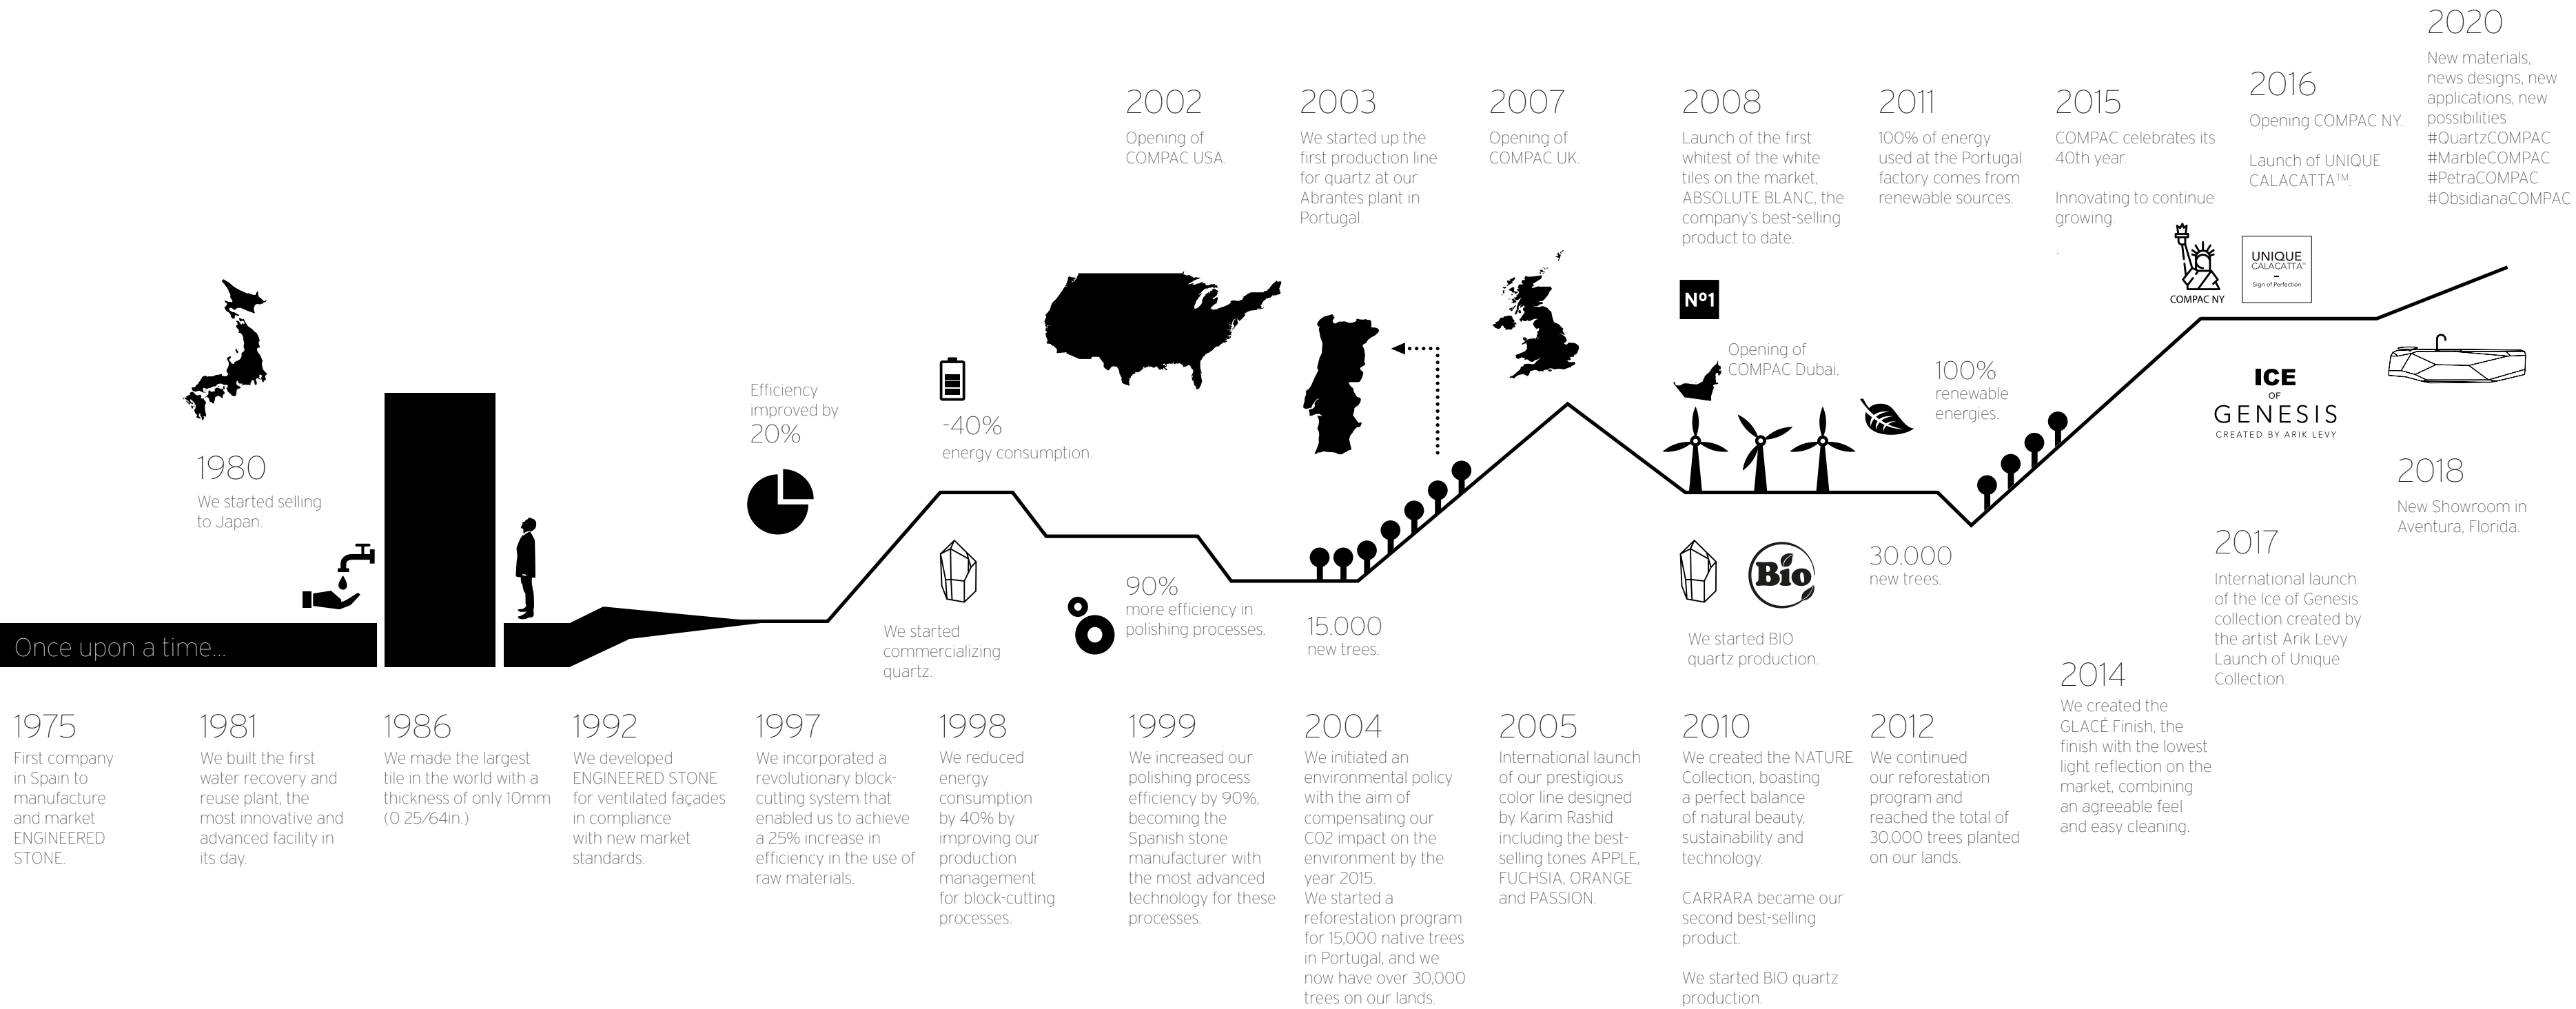 2020
New materials,
news designs, new
applications, new
possibilities
#QuartzCOMPAC
#MarbleCOMPAC
#PetraCOMPAC
#ObsidianaCOMPAC
2002
Opening of
COMPAC USA.
2003
We started up the
first production line
for quartz at our
Abrantes plant in
Portugal.
2007
Opening of
COMPAC UK.
2008
Launch of the first
whitest of the white
tiles on the market,
ABSOLUTE BLANC, the
company's best-selling
product to date.
2011
100% of energy
used at the Portugal
factory comes from
renewable sources.
2015
COMPAC celebrates its
40th year.
Innovating to continue
growing.
.
2016
Opening COMPAC NY.
Launch of UNIQUE
CALACATTA™.
COMPAC NY
UNIQUE
CALACATTA™
Sign of Perfection
Nº1
Opening of
COMPAC Dubai.
100%
renewable
energies.
ICE
OF
GENESIS
CREATED BY ARIK LEVY
1980
We started selling
to Japan.
Efficiency
improved by
20%
-40%
energy consumption.
2018
New Showroom in
Aventura, Florida.
2017
International launch
of the Ice of Genesis
collection created by
the artist Arik Levy
Launch of Unique
Collection.
Once upon a time...
We started
commercializing
quartz.
90%
more efficiency in
polishing processes.
15.000
new trees.
Bio
We started BIO
quartz production.
30.000
new trees.
1975
First company
in Spain to
manufacture
and market
ENGINEERED
STONE.
1981
We built the first
water recovery and
reuse plant, the
most innovative and
advanced facility in
its day.
1986
We made the largest
tile in the world with a
thickness of only 10mm
(0 25/64in.)
1992
We developed
ENGINEERED STONE
for ventilated façades
in compliance
with new market
standards.
1997
We incorporated a
revolutionary block-
cutting system that
enabled us to achieve
a 25% increase in
efficiency in the use of
raw materials.
1998
We reduced
energy
consumption
by 40% by
improving our
production
management
for block-cutting
processes.
1999
We increased our
polishing process
efficiency by 90%,
becoming the
Spanish stone
manufacturer with
the most advanced
technology for these
processes.
2004
We initiated an
environmental policy
with the aim of
compensating our
CO2 impact on the
environment by the
year 2015.
We started a
reforestation program
for 15,000 native trees
in Portugal, and we
now have over 30,000
trees on our lands.
2005
International launch
of our prestigious
color line designed
by Karim Rashid
including the best-
selling tones APPLE,
FUCHSIA, ORANGE
and PASSION.
2010
We created the NATURE
Collection, boasting
a perfect balance
of natural beauty,
sustainability and
technology.
CARRARA became our
second best-selling
product.
We started BIO quartz
production.
2012
We continued
our reforestation
program and
reached the total of
30,000 trees planted
on our lands.
2014
We created the
GLACÉ Finish, the
finish with the lowest
light reflection on the
market, combining
an agreeable feel
and easy cleaning.